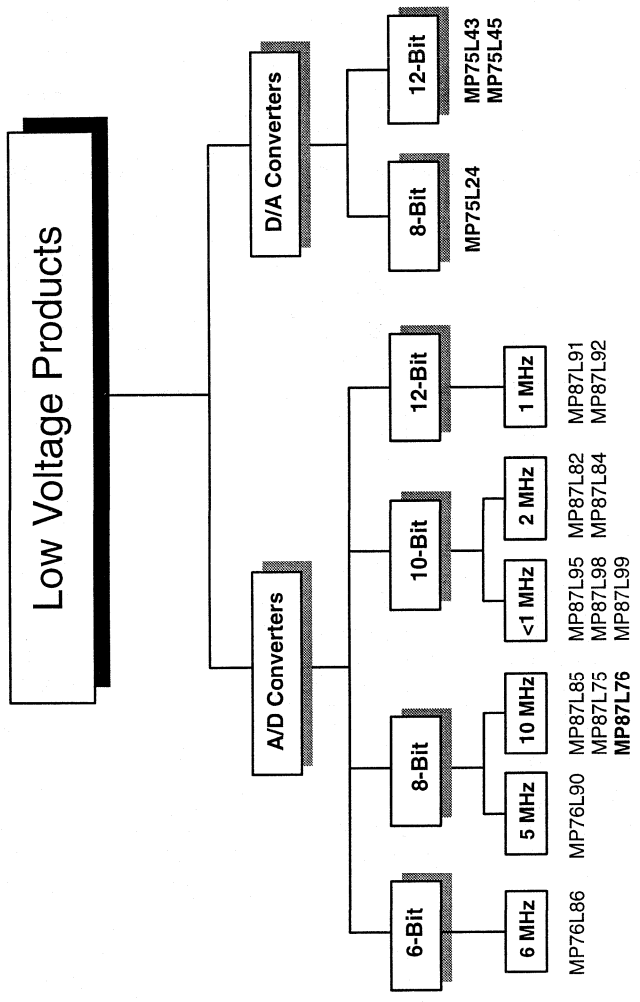 Low Voltage Products
A/D Converters
D/A Converters
6-Bit
8-Bit
10-Bit
12-Bit
8-Bit
12-Bit
6 MHz
5 MHz
10 MHz
<1 MHz
2 MHz
1 MHz
MP76L86
MP76L90
MP87L85
MP87L75
MP87L76
MP87L95
MP87L98
MP87L99
MP87L82
MP87L84
MP87L91
MP87L92
MP75L24
MP75L43
MP75L45